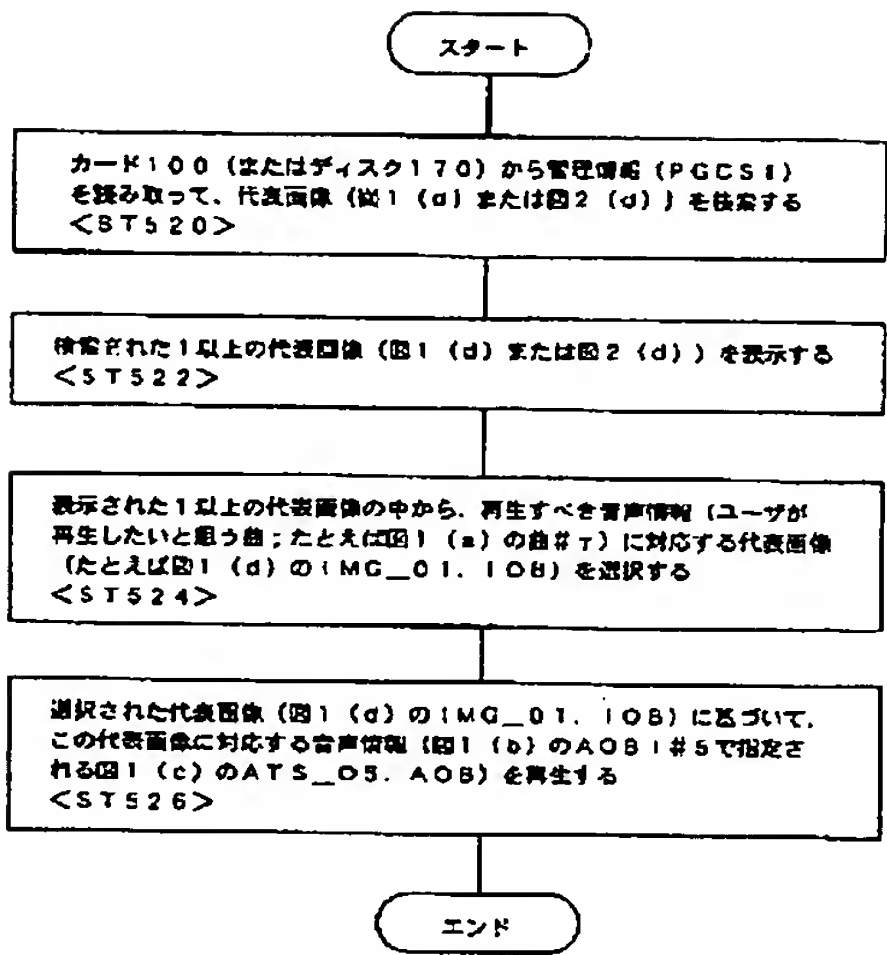 スタート
カード100（またはディスク170）から管理情報（PGCSI）
を読み取って、代表画像（図1（d）または図2（d））を検索する
<ST520>
検索された1以上の代表画像（図1（d）または図2（d））を表示する
<ST522>
表示された1以上の代表画像の中から、再生すべき音声情報（ユーザが
再生したいと思う曲；たとえば図1（a）の曲#γ）に対応する代表画像
（たとえば図1（d）のIMG_01．IOB）を選択する
<ST524>
選択された代表画像（図1（d）のIMG_01．IOB）に基づいて、
この代表画像に対応する音声情報（図1（b）のAOBI#5で指定さ
れる図1（c）のATS_05．AOB）を再生する
<ST526>
エンド